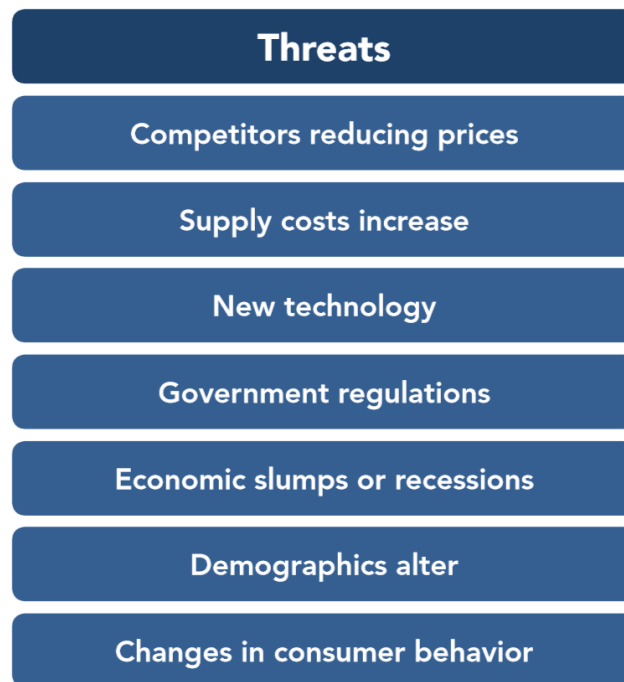 Threats
Competitors reducing prices
Supply costs increase
New technology
Government regulations
Economic slumps or recessions
Demographics alter
Changes in consumer behavior